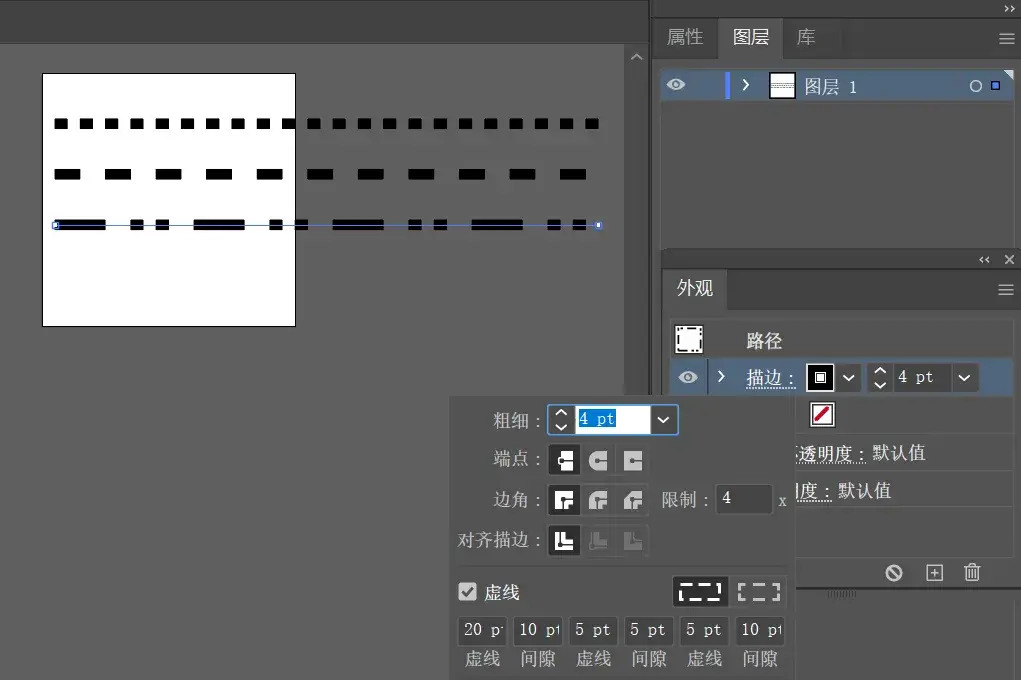 属性 图层 库
图层 1
外观
路径
描边： 4 pt
粗细： 4 pt
端点：
透明度： 默认值
边角： 限制： 4 x
度： 默认值
对齐描边：
虚线
20 p 10 pt 5 pt 5 pt 5 pt 10 pt
虚线 间隙 虚线 间隙 虚线 间隙